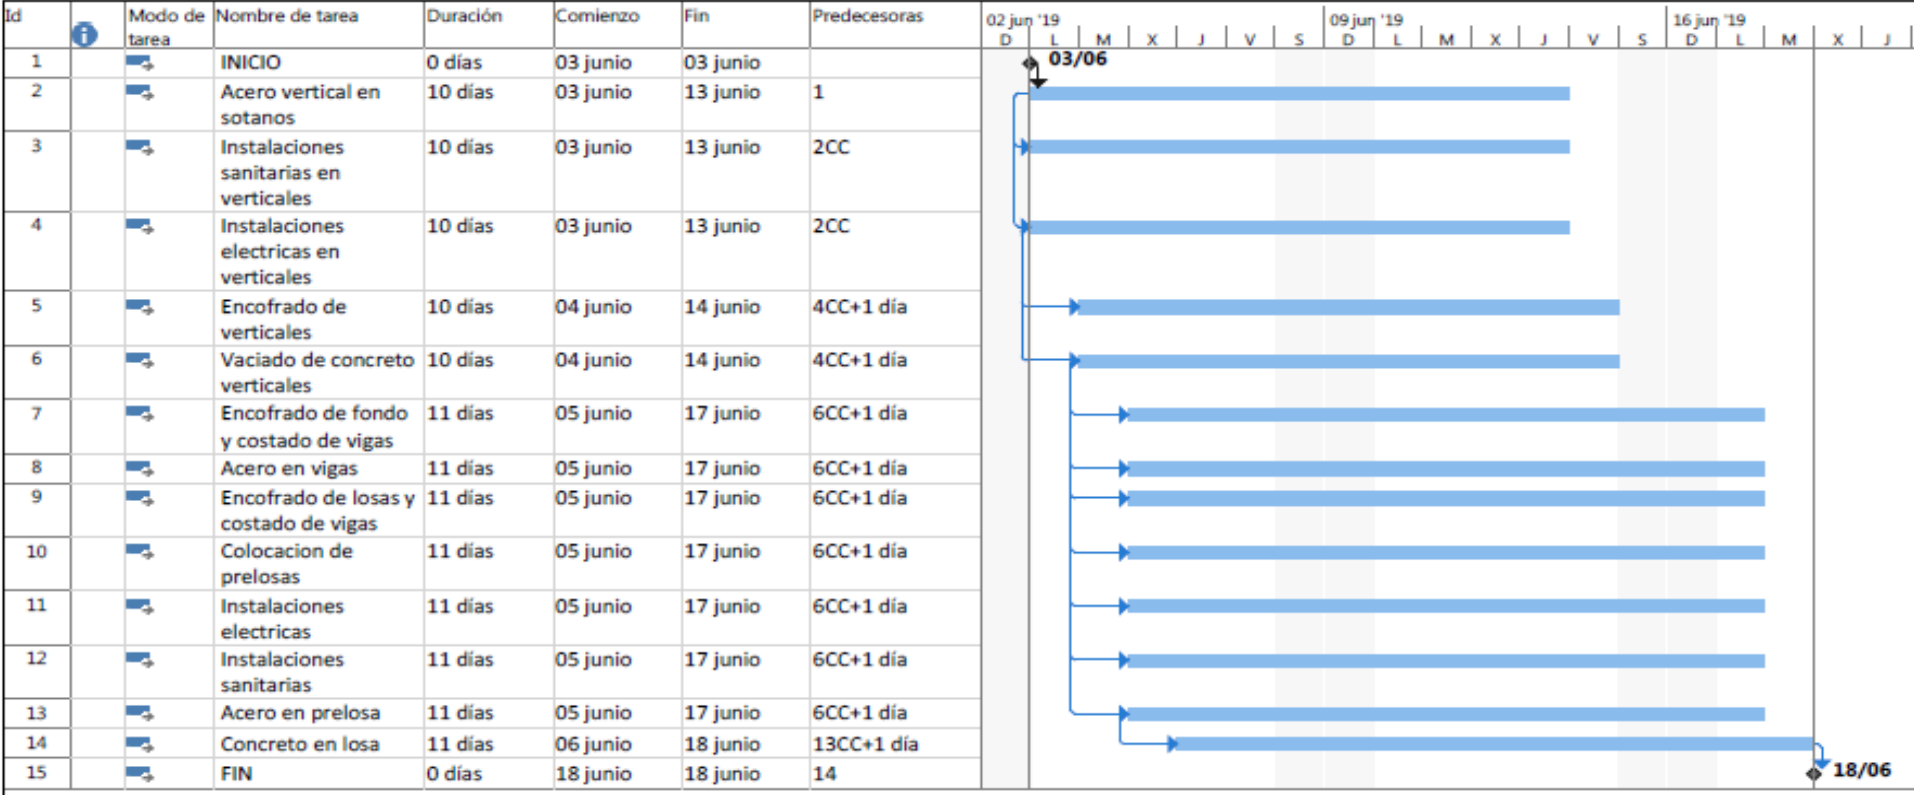 Id Modo de tarea Nombre de tarea Duración Comienzo Fin Predecesoras
02 jun '19 09 jun '19 16 jun '19
D L M X J V S D L M X J V S D L M X J
1 INICIO 0 días 03 junio 03 junio
03/06
2 Acero vertical en 10 días 03 junio 13 junio 1
sotanos
3 Instalaciones 10 días 03 junio 13 junio 2CC
sanitarias en
verticales
4 Instalaciones 10 días 03 junio 13 junio 2CC
electricas en
verticales
5 Encofrado de 10 días 04 junio 14 junio 4CC+1 día
verticales
6 Vaciado de concreto 10 días 04 junio 14 junio 4CC+1 día
verticales
7 Encofrado de fondo 11 días 05 junio 17 junio 6CC+1 día
y costado de vigas
8 Acero en vigas 11 días 05 junio 17 junio 6CC+1 día
9 Encofrado de losas y 11 días 05 junio 17 junio 6CC+1 día
costado de vigas
10 Colocacion de 11 días 05 junio 17 junio 6CC+1 día
prelosas
11 Instalaciones 11 días 05 junio 17 junio 6CC+1 día
electricas
12 Instalaciones 11 días 05 junio 17 junio 6CC+1 día
sanitarias
13 Acero en prelosa 11 días 05 junio 17 junio 6CC+1 día
14 Concreto en losa 11 días 06 junio 18 junio 13CC+1 día
15 FIN 0 días 18 junio 18 junio 14
18/06